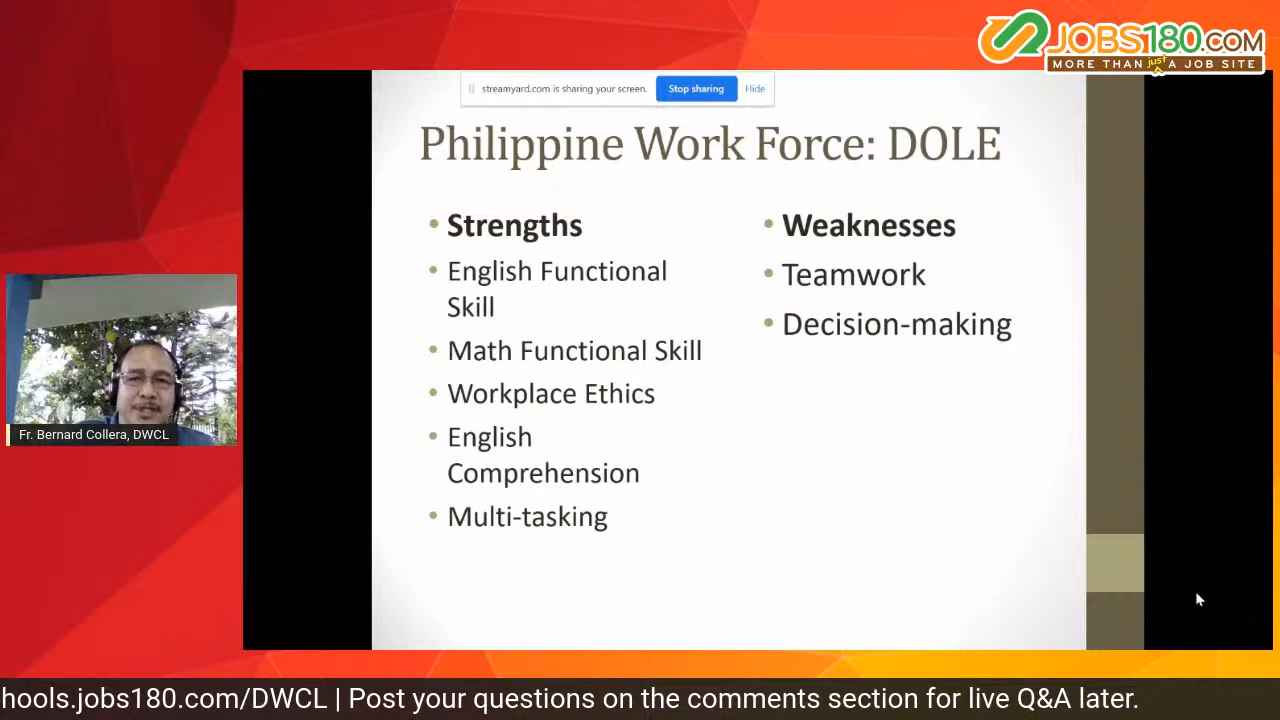 JOBS180.COM
MORE THAN just A JOB SITE
streamyard.com is sharing your screen.
Stop sharing
Hide
Philippine Work Force: DOLE
• Strengths
• English Functional
Skill
• Math Functional Skill
• Workplace Ethics
• English
Comprehension
• Multi-tasking
• Weaknesses
• Teamwork
• Decision-making
Fr. Bernard Collera, DWCL
hools.jobs180.com/DWCL | Post your questions on the comments section for live Q&A later.